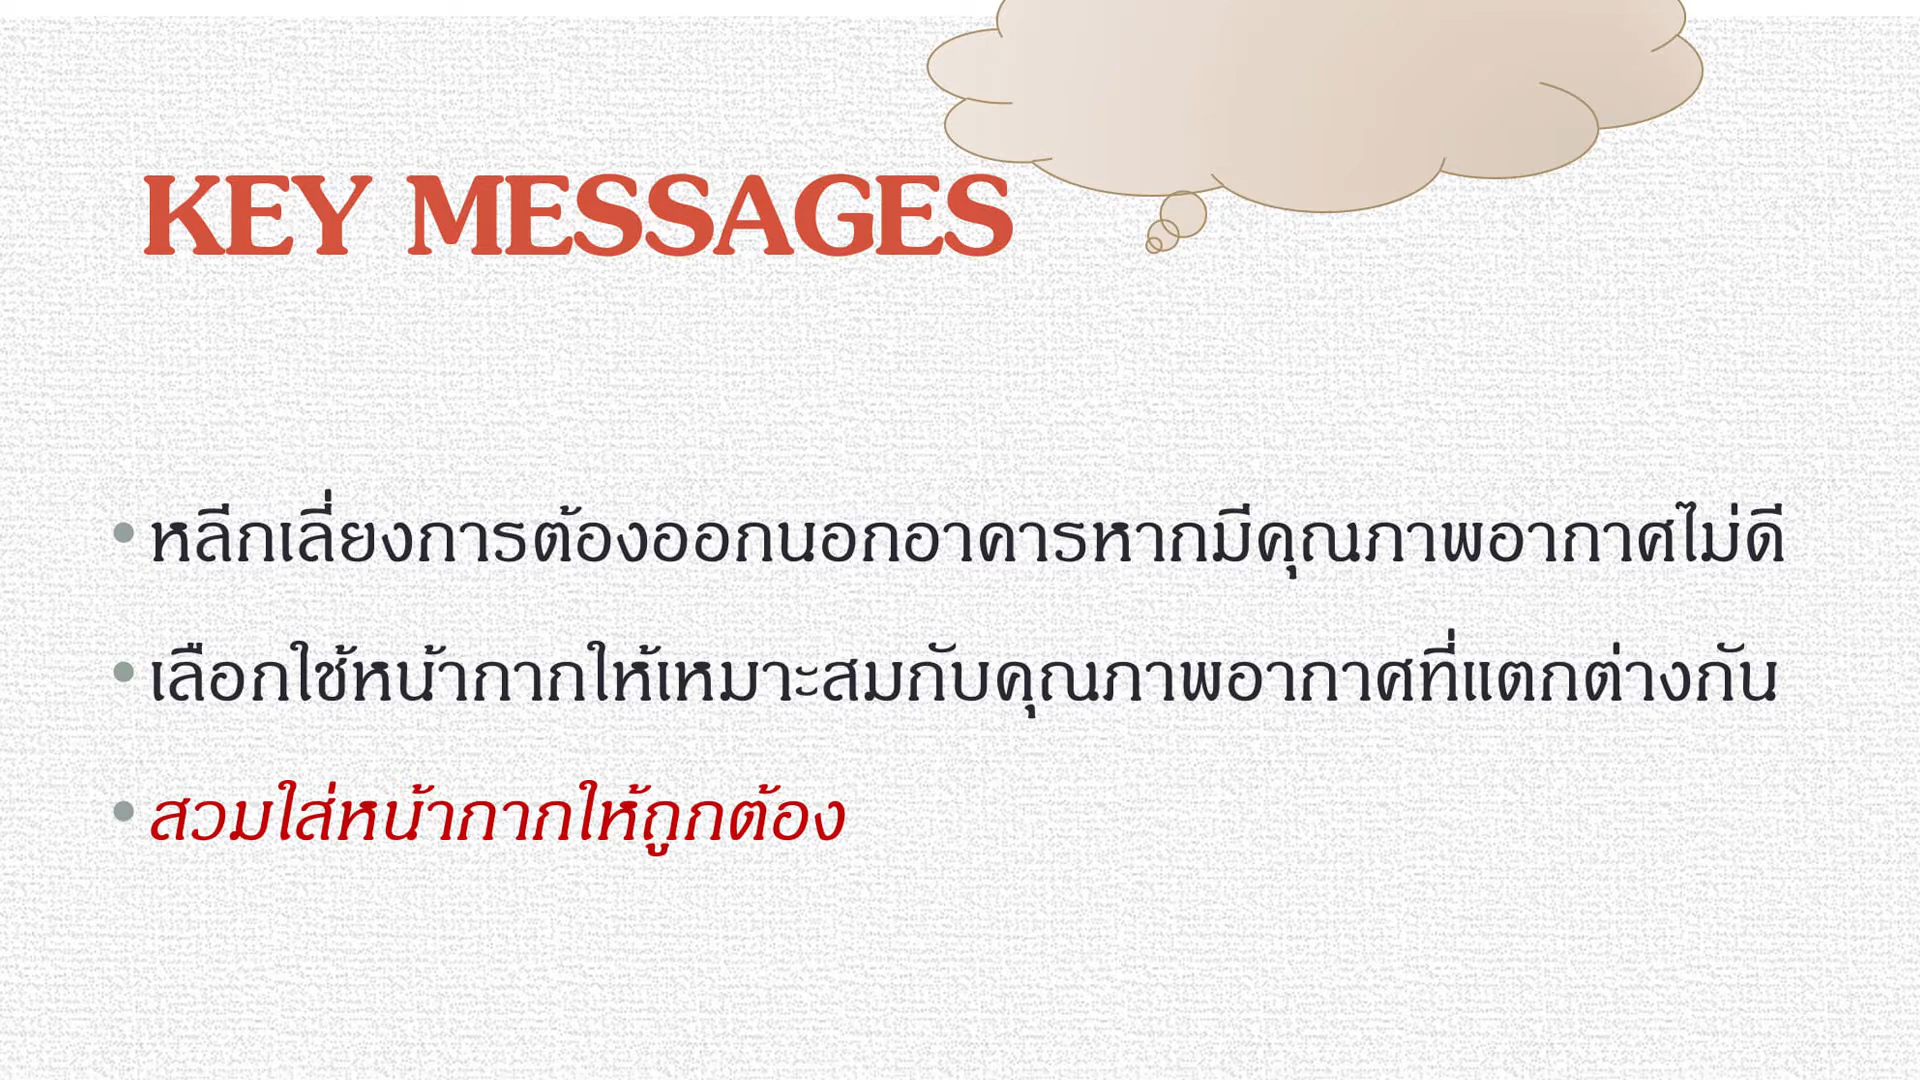 KEY MESSAGES
• หลีกเลี่ยงการต้องออกนอกอาคารหากมีคุณภาพอากาศไม่ดี
• เลือกใช้หน้ากากให้เหมาะสมกับคุณภาพอากาศที่แตกต่างกัน
• สวมใส่หน้ากากให้ถูกต้อง